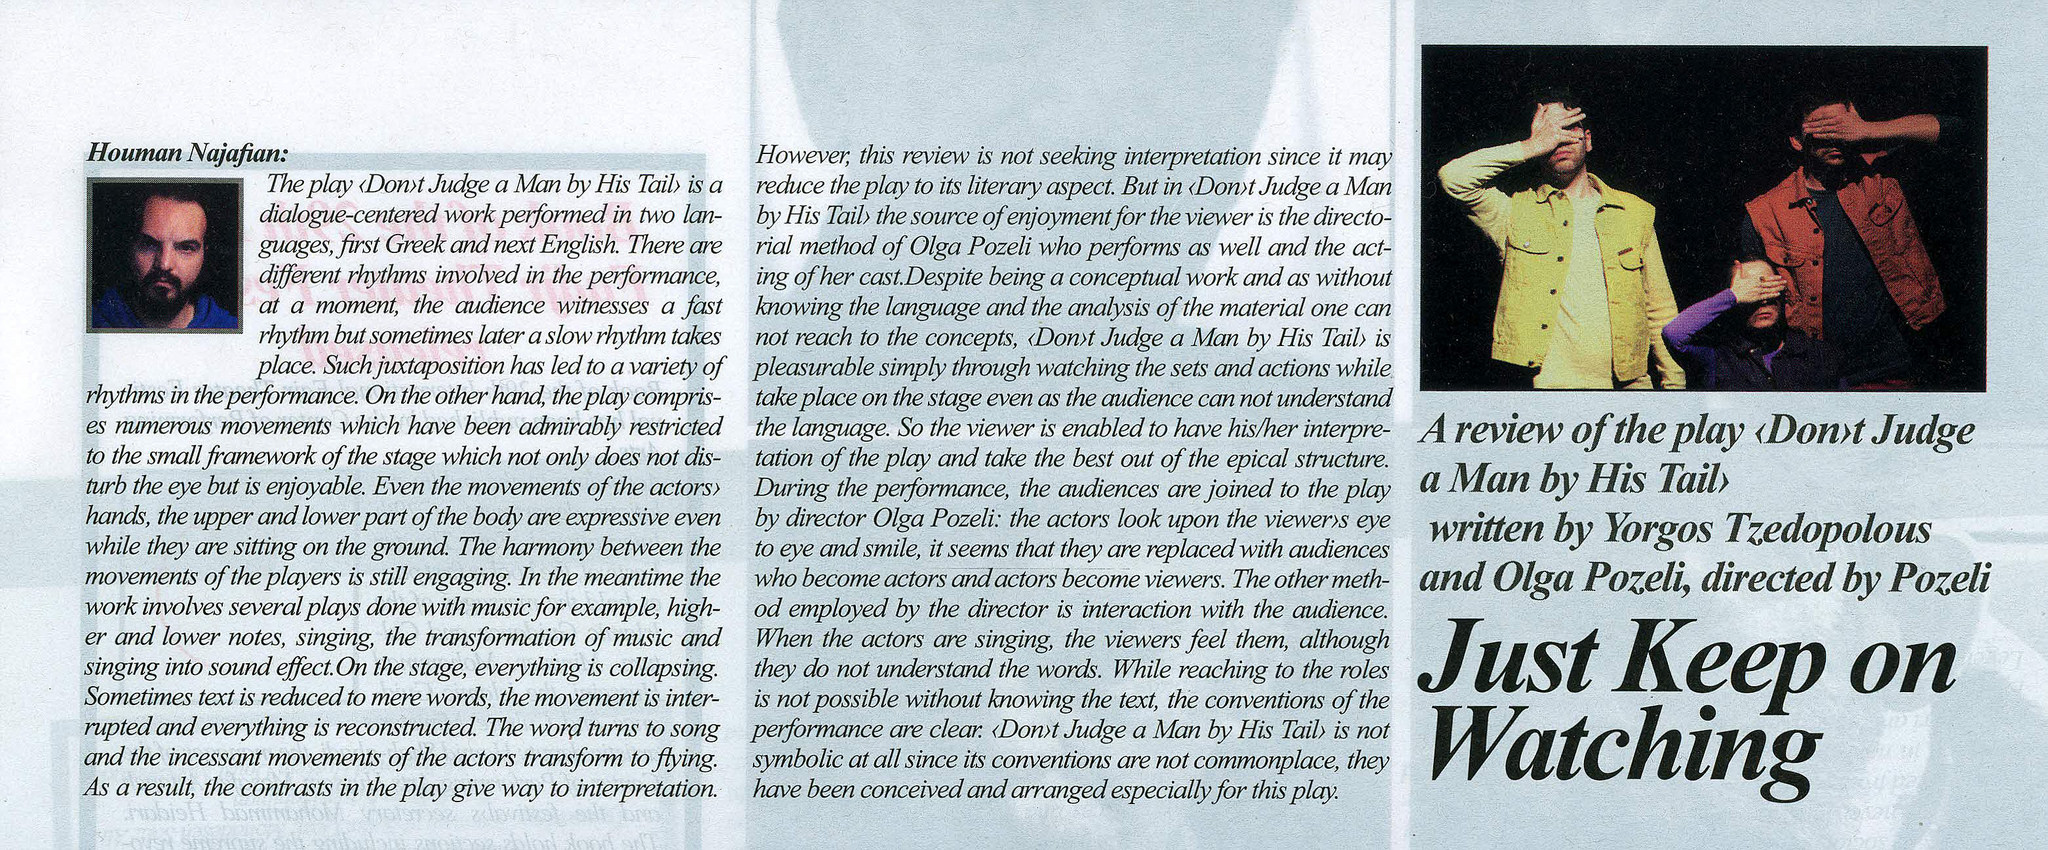 Houman Najafian:
The play ‹Don›t Judge a Man by His Tail› is a
dialogue-centered work performed in two lan-
guages, first Greek and next English. There are
different rhythms involved in the performance,
at a moment, the audience witnesses a fast
rhythm but sometimes later a slow rhythm takes
place. Such juxtaposition has led to a variety of
rhythms in the performance. On the other hand, the play compris-
es numerous movements which have been admirably restricted
to the small framework of the stage which not only does not dis-
turb the eye but is enjoyable. Even the movements of the actors›
hands, the upper and lower part of the body are expressive even
while they are sitting on the ground. The harmony between the
movements of the players is still engaging. In the meantime the
work involves several plays done with music for example, high-
er and lower notes, singing, the transformation of music and
singing into sound effect.On the stage, everything is collapsing.
Sometimes text is reduced to mere words, the movement is inter-
rupted and everything is reconstructed. The word turns to song
and the incessant movements of the actors transform to flying.
As a result, the contrasts in the play give way to interpretation.
However, this review is not seeking interpretation since it may
reduce the play to its literary aspect. But in ‹Don›t Judge a Man
by His Tail› the source of enjoyment for the viewer is the directo-
rial method of Olga Pozeli who performs as well and the act-
ing of her cast.Despite being a conceptual work and as without
knowing the language and the analysis of the material one can
not reach to the concepts, ‹Don›t Judge a Man by His Tail› is
pleasurable simply through watching the sets and actions while
take place on the stage even as the audience can not understand
the language. So the viewer is enabled to have his/her interpre-
tation of the play and take the best out of the epical structure.
During the performance, the audiences are joined to the play
by director Olga Pozeli: the actors look upon the viewer›s eye
to eye and smile, it seems that they are replaced with audiences
who become actors and actors become viewers. The other meth-
od employed by the director is interaction with the audience.
When the actors are singing, the viewers feel them, although
they do not understand the words. While reaching to the roles
is not possible without knowing the text, the conventions of the
performance are clear. ‹Don›t Judge a Man by His Tail› is not
symbolic at all since its conventions are not commonplace, they
have been conceived and arranged especially for this play.
A review of the play ‹Don›t Judge
a Man by His Tail›
written by Yorgos Tzedopolous
and Olga Pozeli, directed by Pozeli
Just Keep on
Watching